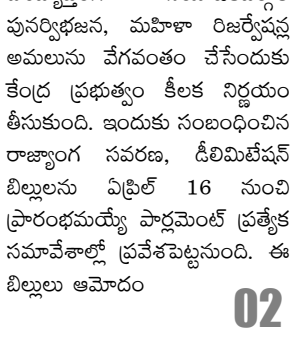 పునర్విభజన, మహిళా రిజర్వేషన్ల
అమలును వేగవంతం చేసేందుకు
కేంద్ర ప్రభుత్వం కీలక నిర్ణయం
తీసుకుంది. ఇందుకు సంబంధించిన
రాజ్యాంగ సవరణ, డీలిమిటేషన్
బిల్లులను ఏప్రిల్ 16 నుంచి
ప్రారంభమయ్యే పార్లమెంట్ ప్రత్యేక
సమావేశాల్లో ప్రవేశపెట్టనుంది. ఈ
బిల్లులు ఆమోదం
02